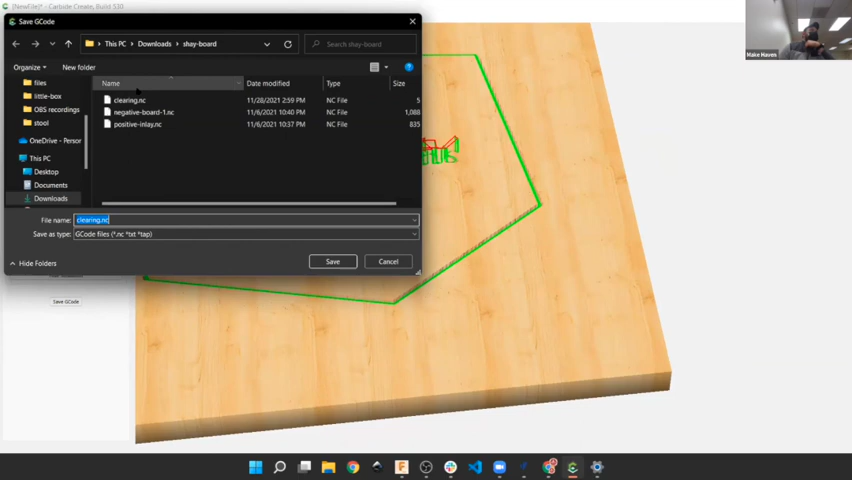 (NewFile)* - Carbide Create, Build 520
Save GCode
This PC > Downloads > shay-board
Search shay-board
Organize
New folder
Name
Date modified
Type
Size
clearing.nc 11/28/2021 2:59 PM NC File 5
negative-board-1.nc 11/6/2021 10:40 PM NC File 1,088
positive-inlay.nc 11/6/2021 10:37 PM NC File 835
files
little-box
OBS recordings
stool
OneDrive - Person
This PC
Desktop
Documents
Downloads
File name: clearing.nc
Save as type: GCode files (*.nc *txt *tap)
Hide Folders
Save
Cancel
Save GCode
Make Haven